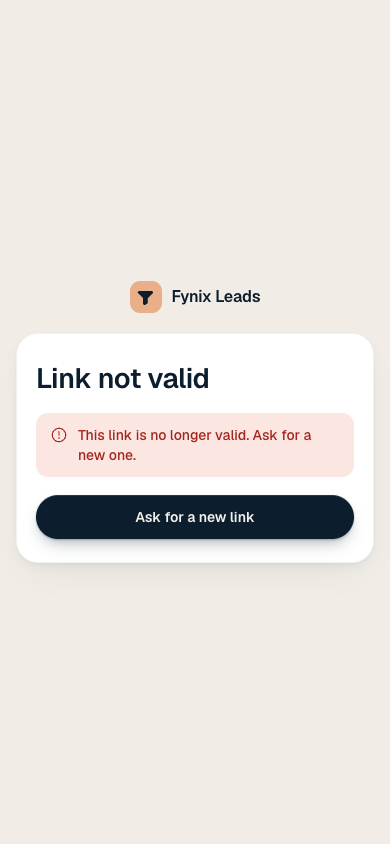 Fynix Leads
Link not valid
This link is no longer valid. Ask for a
new one.
Ask for a new link